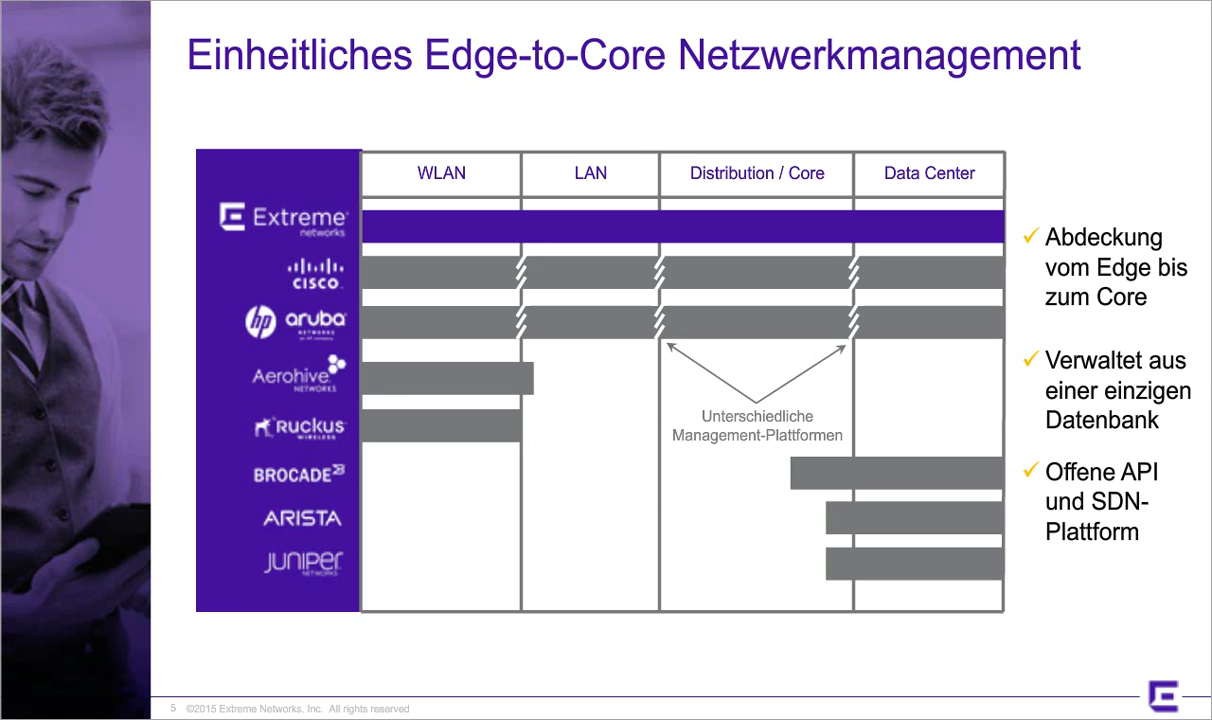 Einheitliches Edge-to-Core Netzwerkmanagement
WLAN
LAN
Distribution / Core
Data Center
Extreme
networks
CISCO
hp aruba
NETWORKS
Aerohive
NETWORKS
RUCKUS
WIRELESS
BROCADE
ARISTA
JUNIPER
NETWORKS
Unterschiedliche
Management-Plattformen
✓ Abdeckung
vom Edge bis
zum Core
✓ Verwaltet aus
einer einzigen
Datenbank
✓ Offene API
und SDN-
Plattform
5 ©2015 Extreme Networks, Inc. All rights reserved